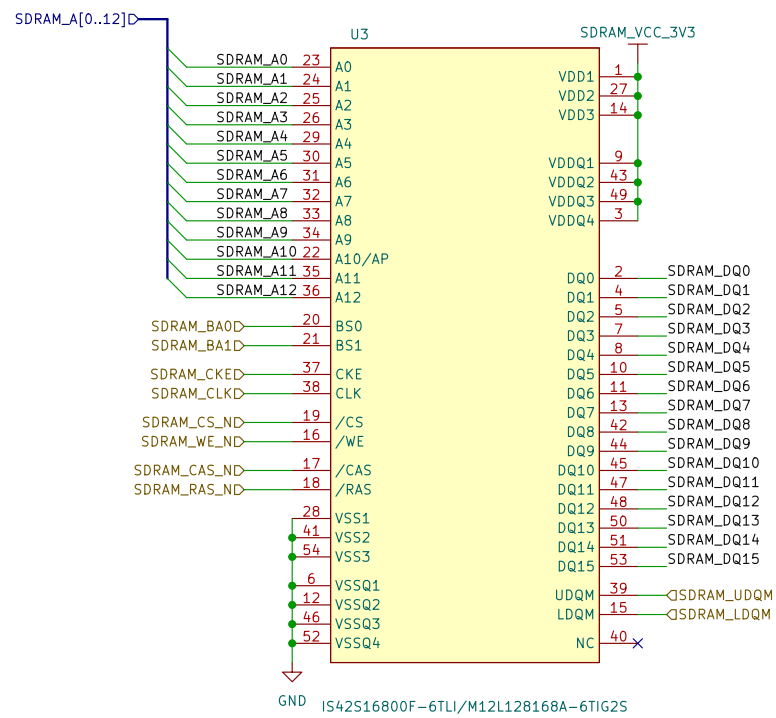 SDRAM_A[0..12]
U3
SDRAM_VCC_3V3
SDRAM_A0 23 A0
SDRAM_A1 24 A1
SDRAM_A2 25 A2
SDRAM_A3 26 A3
SDRAM_A4 29 A4
SDRAM_A5 30 A5
SDRAM_A6 31 A6
SDRAM_A7 32 A7
SDRAM_A8 33 A8
SDRAM_A9 34 A9
SDRAM_A10 22 A10/AP
SDRAM_A11 35 A11
SDRAM_A12 36 A12
SDRAM_BA0 20 BS0
SDRAM_BA1 21 BS1
SDRAM_CKE 37 CKE
SDRAM_CLK 38 CLK
SDRAM_CS_N 19 /CS
SDRAM_WE_N 16 /WE
SDRAM_CAS_N 17 /CAS
SDRAM_RAS_N 18 /RAS
28 VSS1
41 VSS2
54 VSS3
6 VSSQ1
12 VSSQ2
46 VSSQ3
52 VSSQ4
GND
VDD1 1
VDD2 27
VDD3 14
VDDQ1 9
VDDQ2 43
VDDQ3 49
VDDQ4 3
DQ0 2 SDRAM_DQ0
DQ1 4 SDRAM_DQ1
DQ2 5 SDRAM_DQ2
DQ3 7 SDRAM_DQ3
DQ4 8 SDRAM_DQ4
DQ5 10 SDRAM_DQ5
DQ6 11 SDRAM_DQ6
DQ7 13 SDRAM_DQ7
DQ8 42 SDRAM_DQ8
DQ9 44 SDRAM_DQ9
DQ10 45 SDRAM_DQ10
DQ11 47 SDRAM_DQ11
DQ12 48 SDRAM_DQ12
DQ13 50 SDRAM_DQ13
DQ14 51 SDRAM_DQ14
DQ15 53 SDRAM_DQ15
UDQM 39 SDRAM_UDQM
LDQM 15 SDRAM_LDQM
NC 40
IS42S16800F-6TLI/M12L128168A-6TIG2S